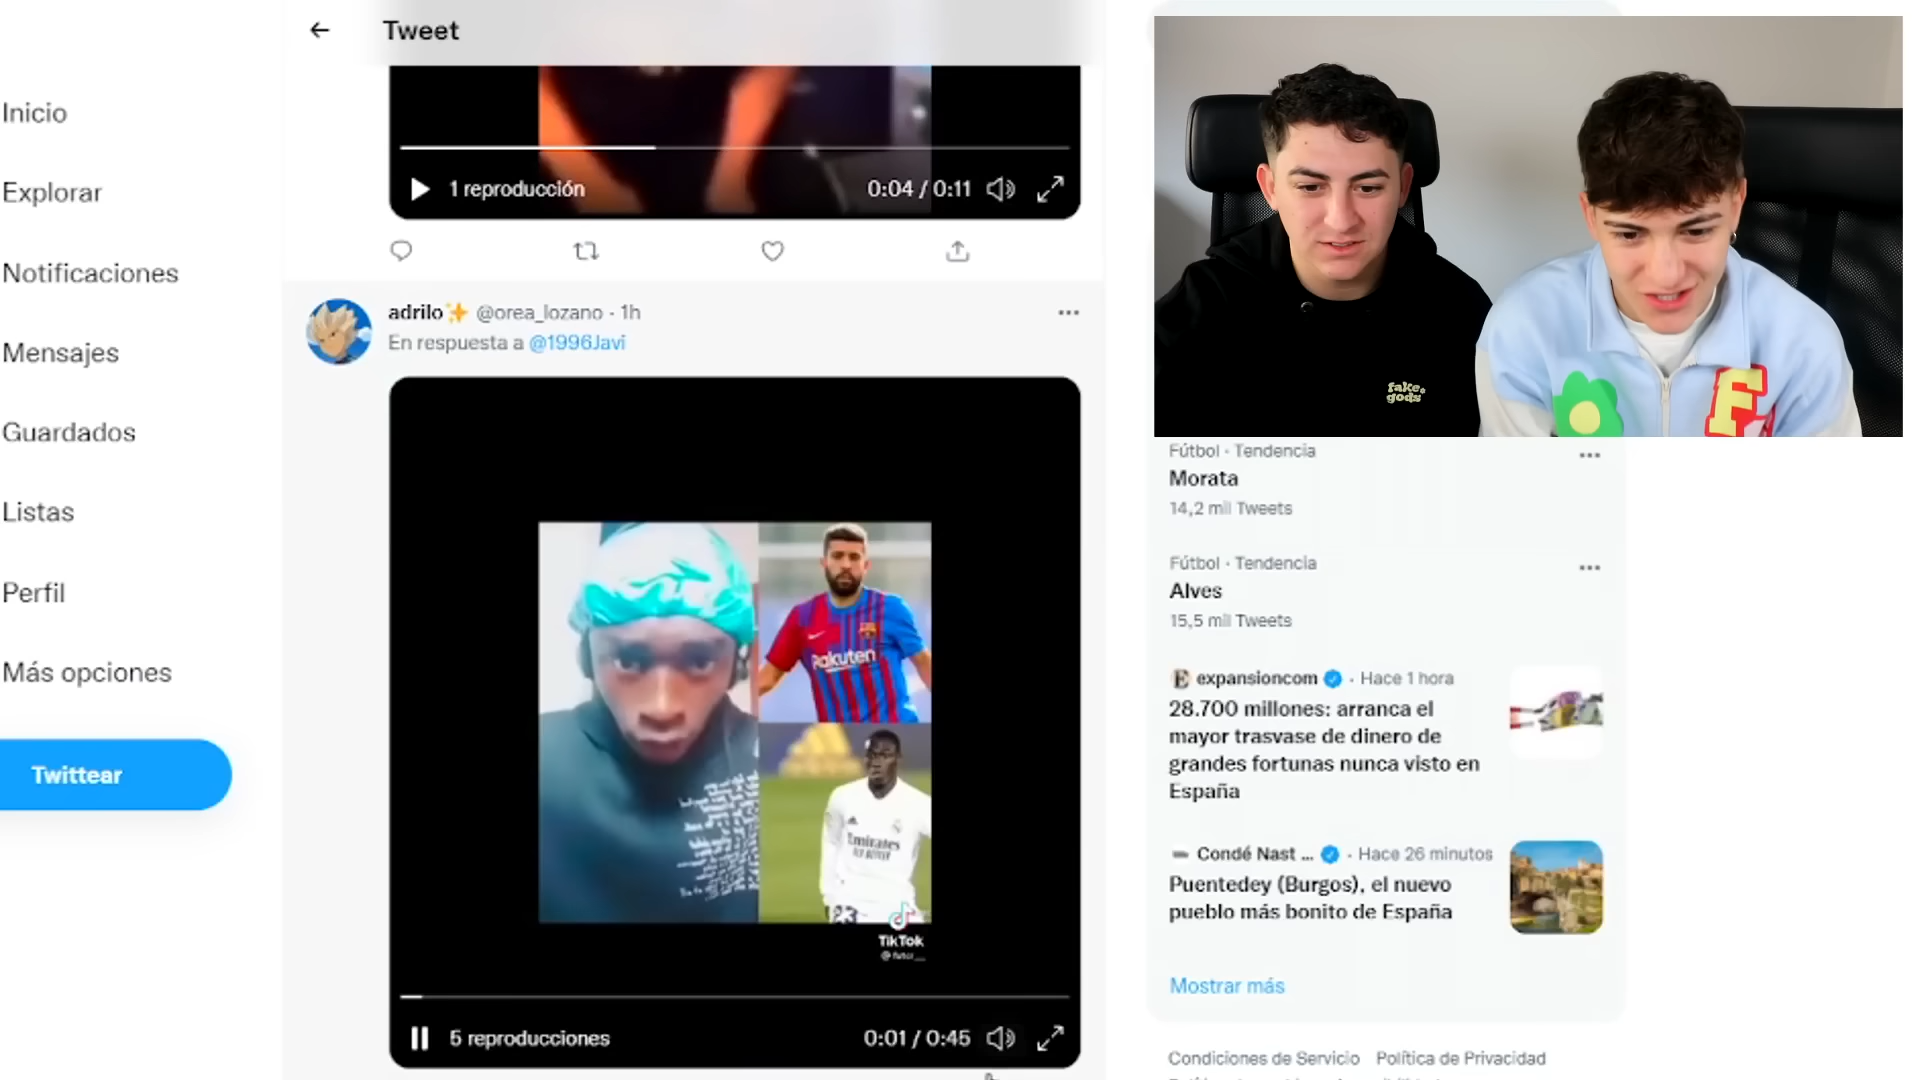 Tweet
Inicio
Explorar
Notificaciones
Mensajes
Guardados
Listas
Perfil
Más opciones
Twittear
1 reproducción
0:04 / 0:11
adrilo✨ @orea_lozano · 1h
En respuesta a @1996Javi
Rakuten
Emirates
FLY BETTER
TikTok
5 reproducciones
0:01 / 0:45
fake.
gods
F
Fútbol · Tendencia
Morata
14,2 mil Tweets
Fútbol · Tendencia
Alves
15,5 mil Tweets
E expansioncom · Hace 1 hora
28.700 millones: arranca el
mayor trasvase de dinero de
grandes fortunas nunca visto en
España
Condé Nast ... · Hace 26 minutos
Puentedey (Burgos), el nuevo
pueblo más bonito de España
Mostrar más
Condiciones de Servicio Política de Privacidad